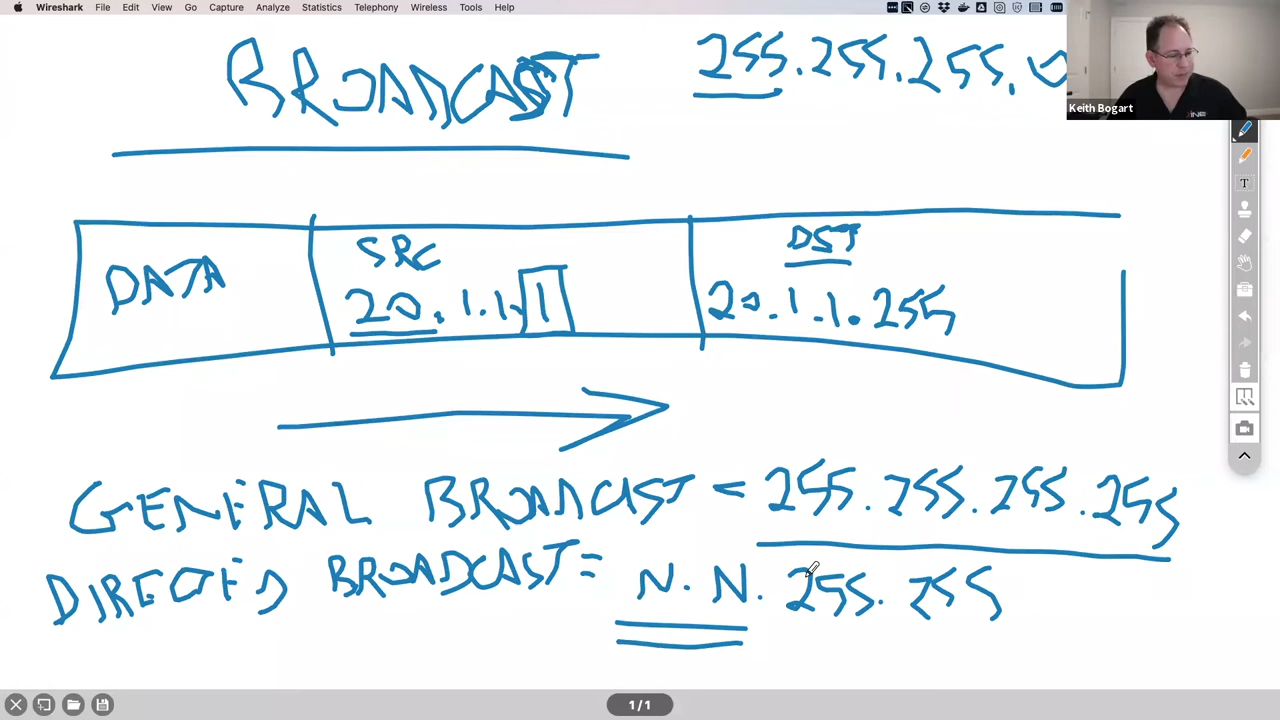 Wireshark File Edit View Go Capture Analyze Statistics Telephony Wireless Tools Help
BROADCAST 255.255.255.0
Keith Bogart
INE
DATA SRC DST
20.1.1.1 20.1.1.255
GENERAL BROADCAST = 255.255.255.255
DIRECTED BROADCAST = N.N.255.255
T
1/1